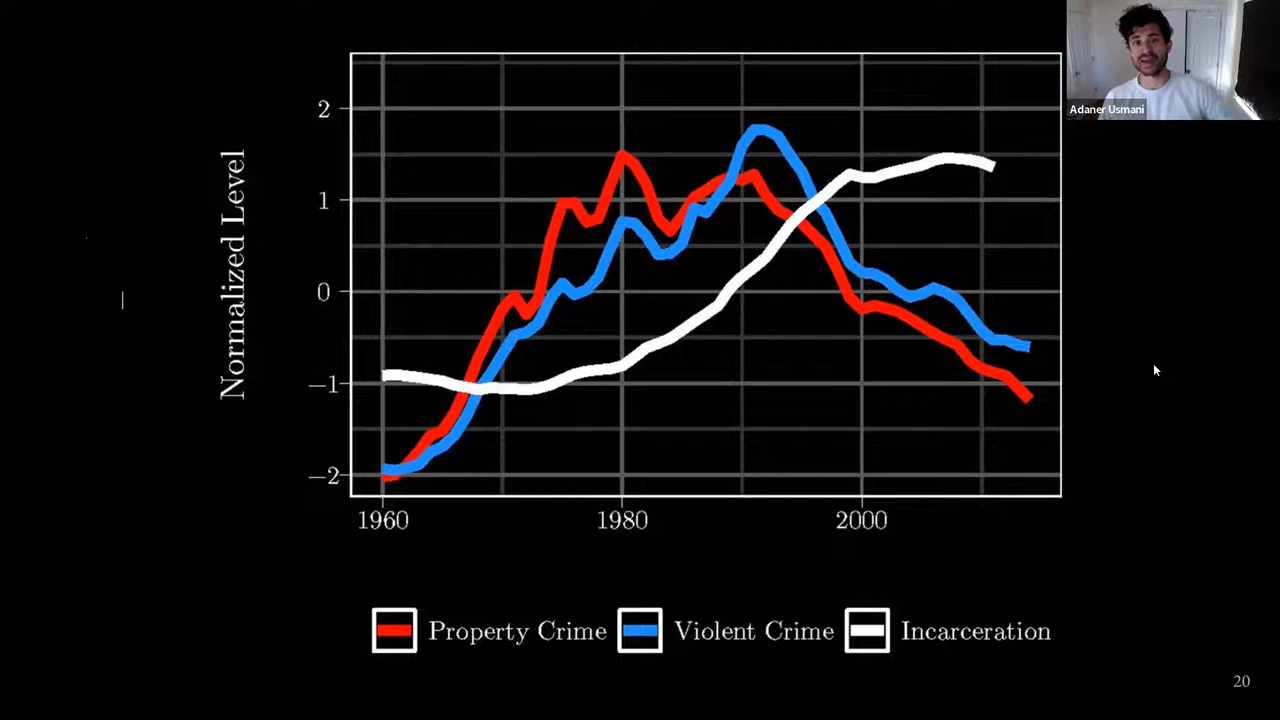 Adaner Usmani
Normalized Level
2
1
0
−1
−2
1960 1980 2000
Property Crime Violent Crime Incarceration
20